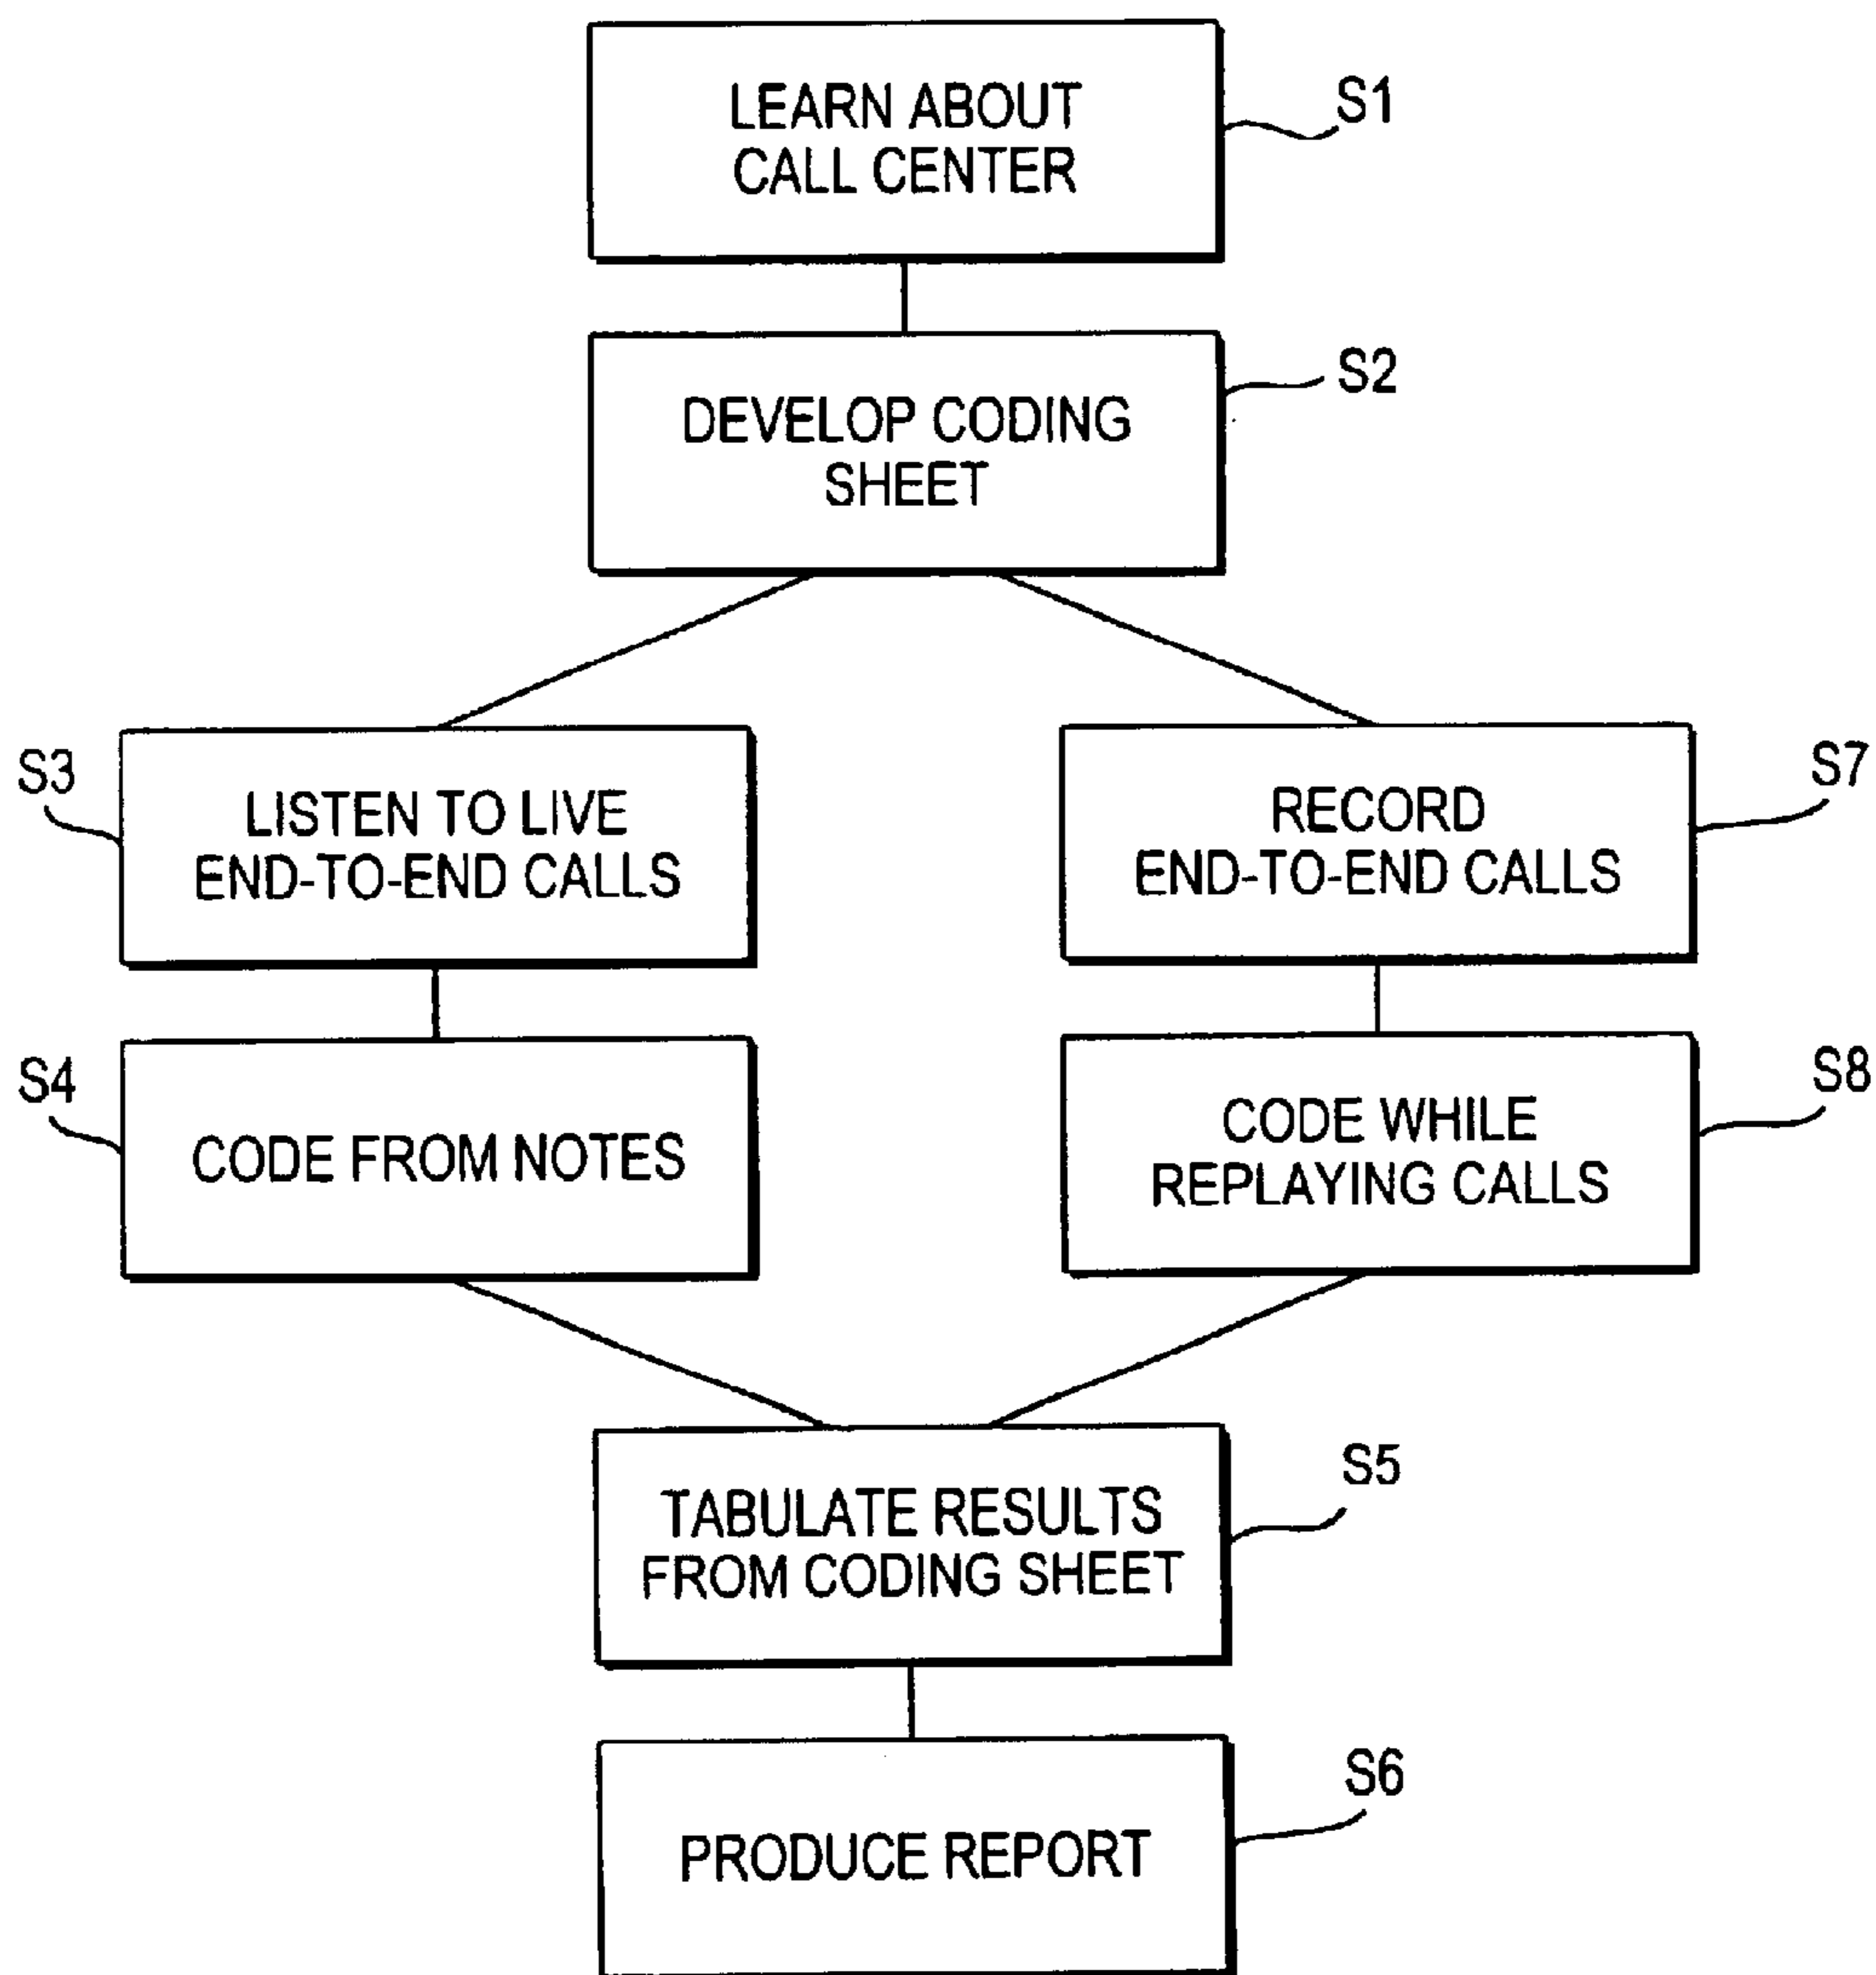 LEARN ABOUT
CALL CENTER
S1
DEVELOP CODING
SHEET
S2
S3
LISTEN TO LIVE
END-TO-END CALLS
RECORD
END-TO-END CALLS
S7
S4
CODE FROM NOTES
CODE WHILE
REPLAYING CALLS
S8
TABULATE RESULTS
FROM CODING SHEET
S5
PRODUCE REPORT
S6